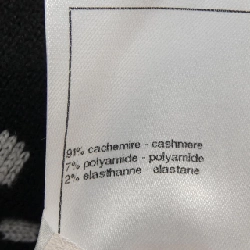 91% cachemire - cashmere
7% polyamide - polyamide
2% elasthanne - elastane